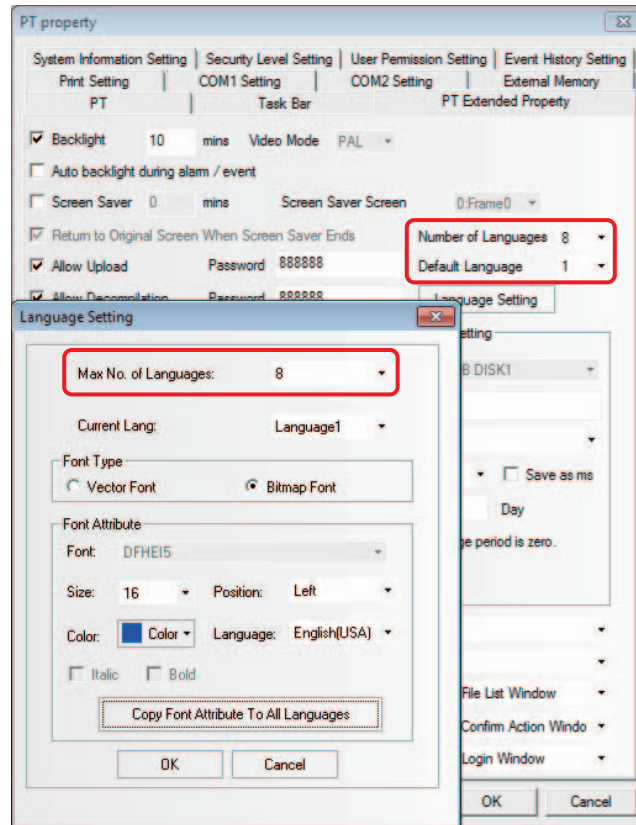 PT property
System Information Setting Security Level Setting User Permission Setting Event History Setting
Print Setting COM1 Setting COM2 Setting External Memory
PT Task Bar PT Extended Property
Backlight 10 mins Video Mode PAL
Auto backlight during alarm / event
Screen Saver 0 mins Screen Saver Screen 0:Frame0
Return to Original Screen When Screen Saver Ends Number of Languages 8
Allow Upload Password 888888 Default Language 1
Allow Decompilation Password 888888 Language Setting
Language Setting
etting
Max No. of Languages: 8
B DISK1
Current Lang: Language1
Font Type
Vector Font Bitmap Font
Save as ms
Font Attribute
Day
Font: DFHEI5
ge period is zero.
Size: 16 Position: Left
Color: Color Language: English(USA)
Italic Bold
File List Window
Copy Font Attribute To All Languages
Confirm Action Windo
OK Cancel
Login Window
OK Cancel